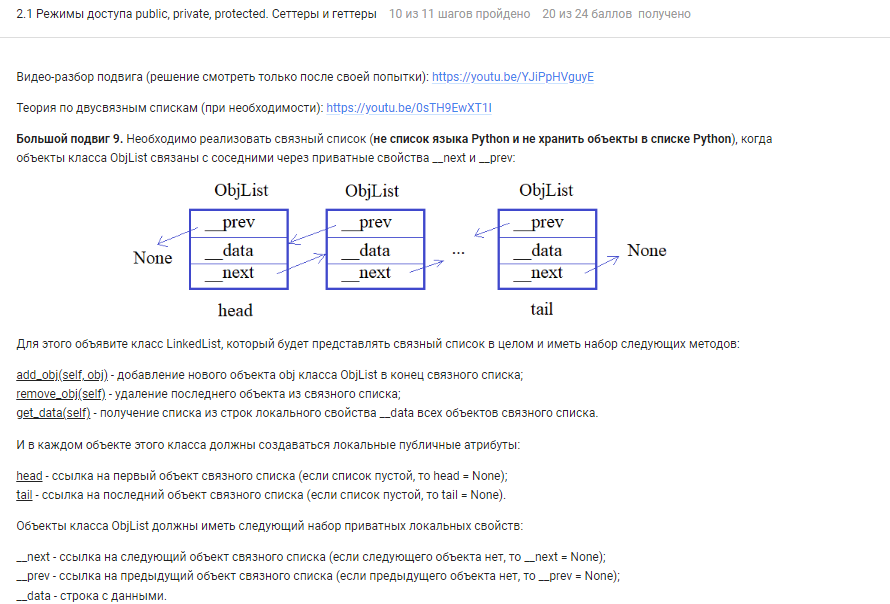 2.1 Режимы доступа public, private, protected. Сеттеры и геттеры 10 из 11 шагов пройдено 20 из 24 баллов получено
Видео-разбор подвига (решение смотреть только после своей попытки): https://youtu.be/YJiPpHVguyE
Теория по двусвязным спискам (при необходимости): https://youtu.be/0sTH9EwXT1I
Большой подвиг 9. Необходимо реализовать связный список (не список языка Python и не хранить объекты в списке Python), когда
объекты класса ObjList связаны с соседними через приватные свойства __next и __prev:
ObjList ObjList ObjList
__prev __prev __prev
None __data __data ... __data None
__next __next __next
head tail
Для этого объявите класс LinkedList, который будет представлять связный список в целом и иметь набор следующих методов:
add_obj(self, obj) - добавление нового объекта obj класса ObjList в конец связного списка;
remove_obj(self) - удаление последнего объекта из связного списка;
get_data(self) - получение списка из строк локального свойства __data всех объектов связного списка.
И в каждом объекте этого класса должны создаваться локальные публичные атрибуты:
head - ссылка на первый объект связного списка (если список пустой, то head = None);
tail - ссылка на последний объект связного списка (если список пустой, то tail = None).
Объекты класса ObjList должны иметь следующий набор приватных локальных свойств:
__next - ссылка на следующий объект связного списка (если следующего объекта нет, то __next = None);
__prev - ссылка на предыдущий объект связного списка (если предыдущего объекта нет, то __prev = None);
__data - строка с данными.